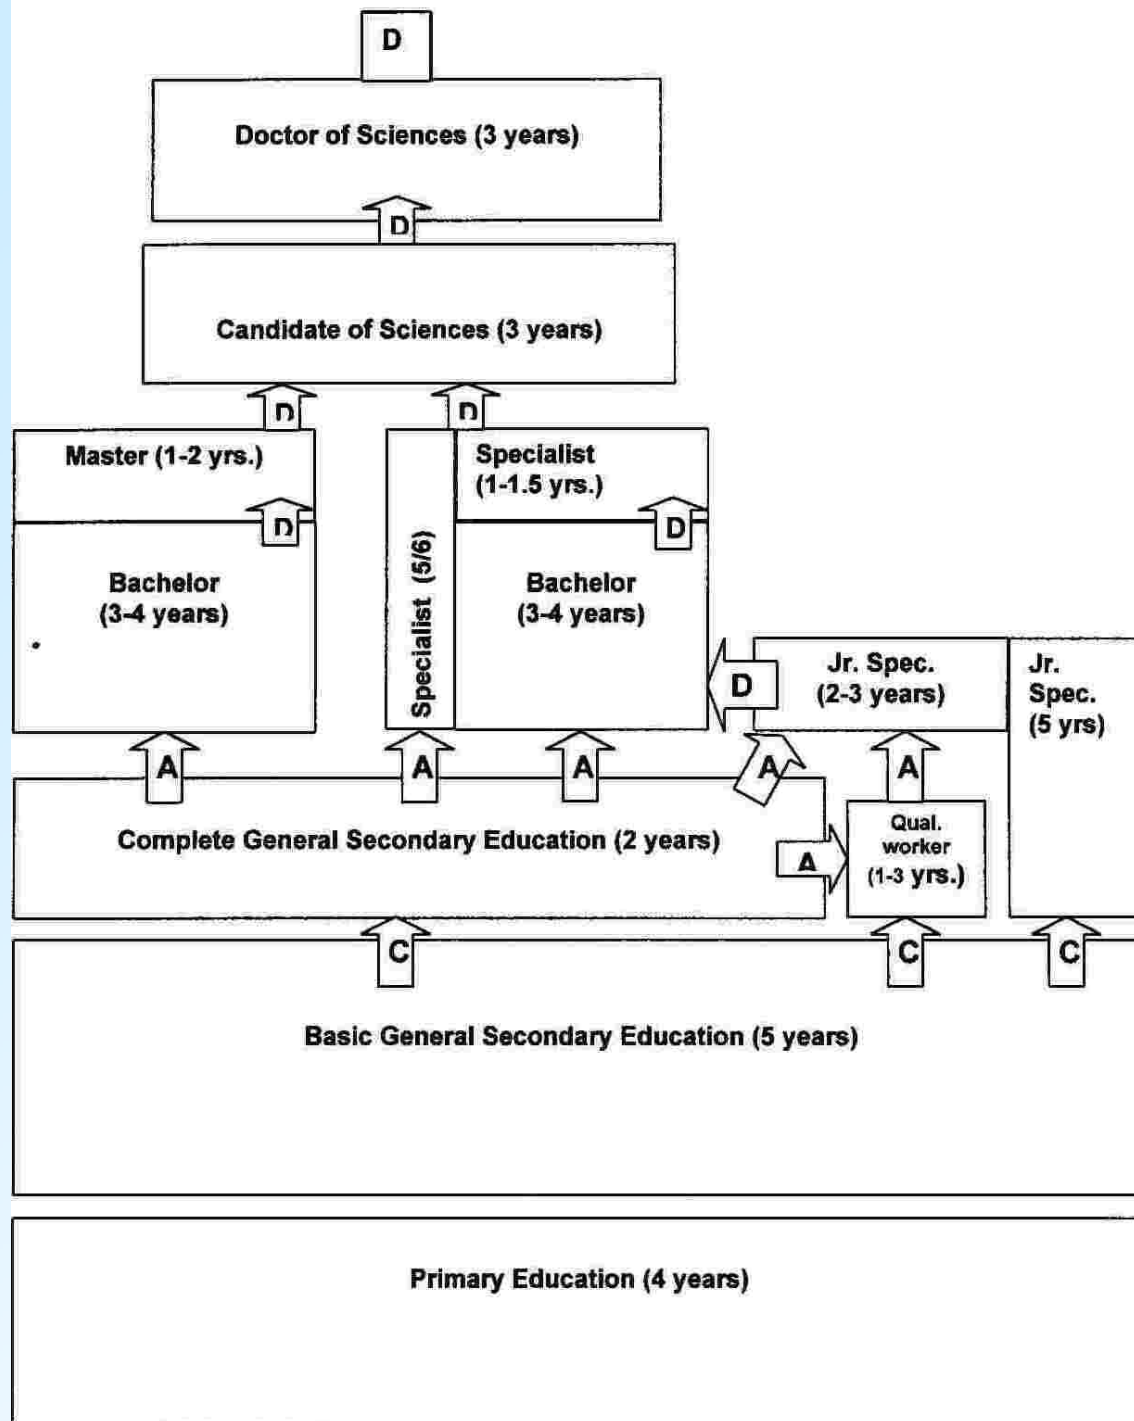 D
Doctor of Sciences (3 years)
D
Candidate of Sciences (3 years)
D
D
Master (1-2 yrs.)
D
Bachelor
(3-4 years)
Specialist (5/6)
Specialist
(1-1.5 yrs.)
D
Bachelor
(3-4 years)
D
Jr. Spec.
(2-3 years)
Jr.
Spec.
(5 yrs)
A
A
A
A
A
Complete General Secondary Education (2 years)
A
Qual.
worker
(1-3 yrs.)
C
C
C
Basic General Secondary Education (5 years)
Primary Education (4 years)